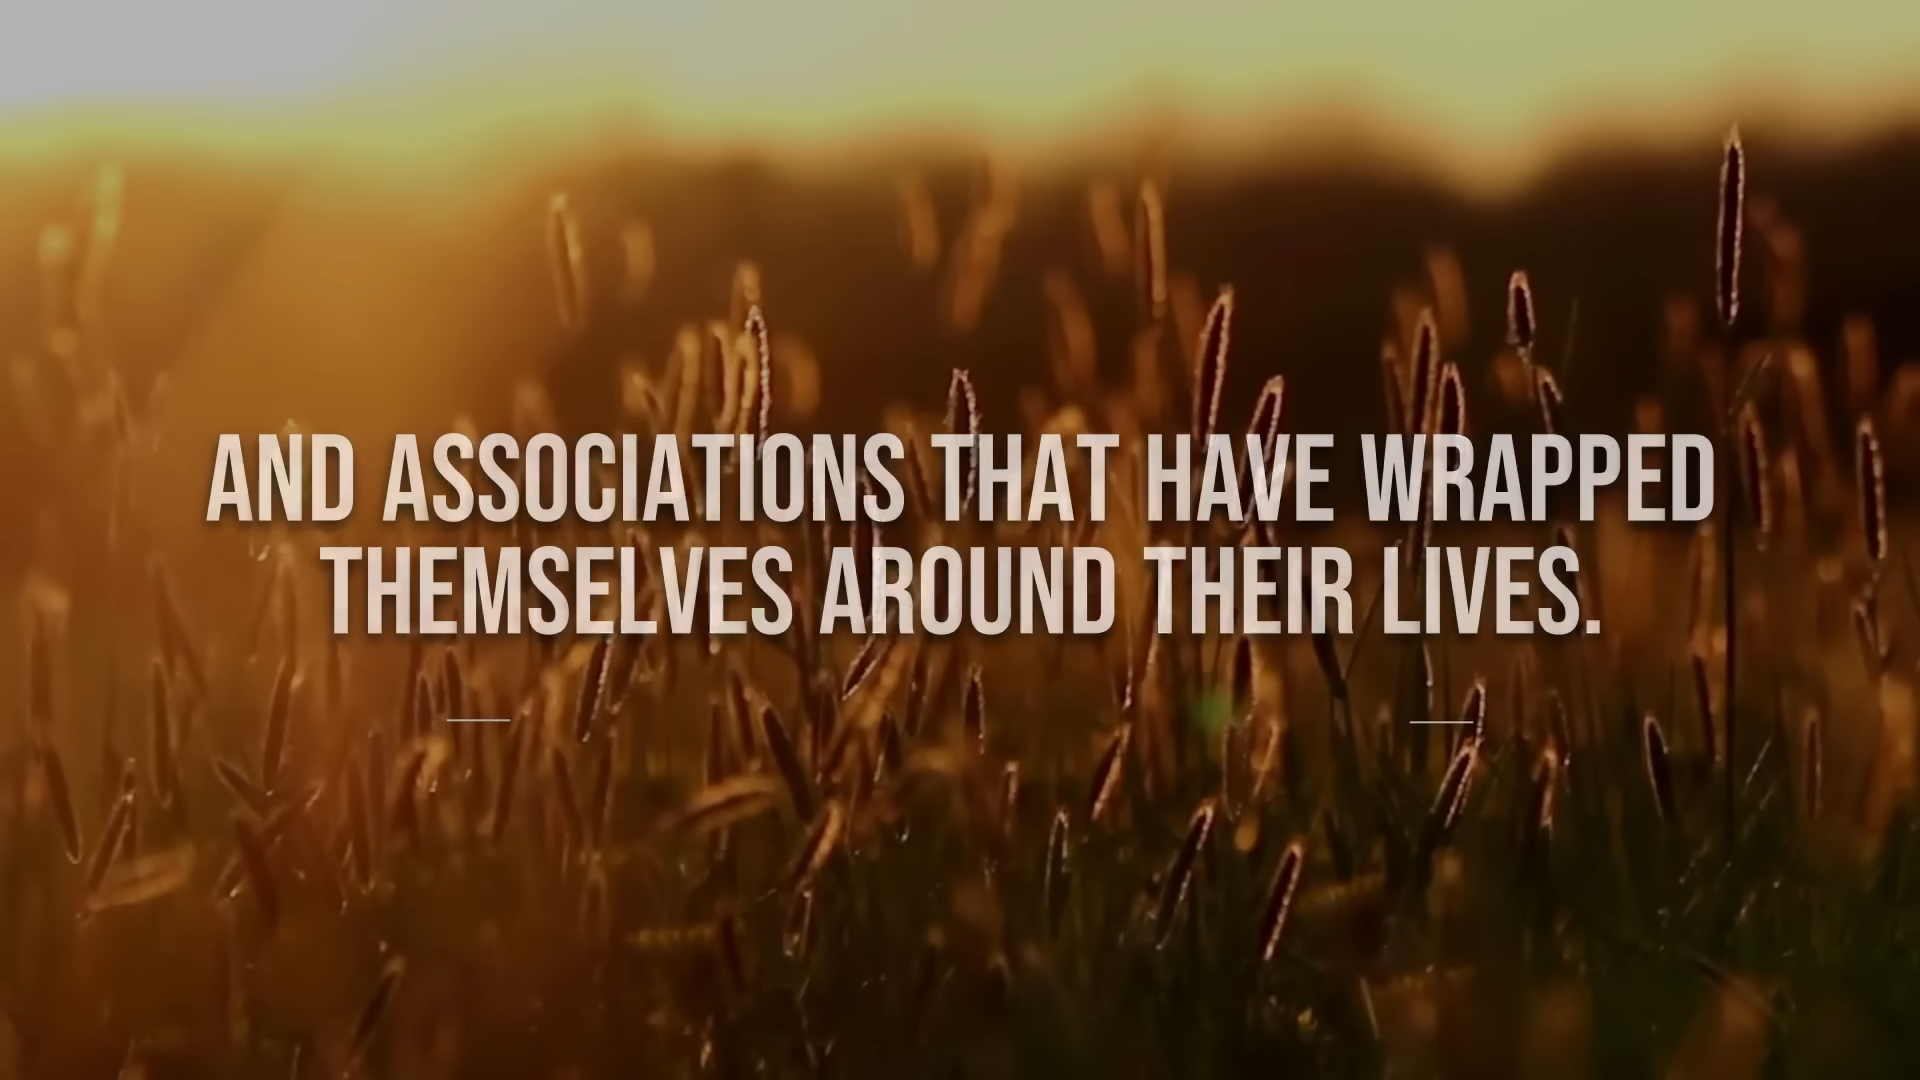 AND ASSOCIATIONS THAT HAVE WRAPPED
THEMSELVES AROUND THEIR LIVES.